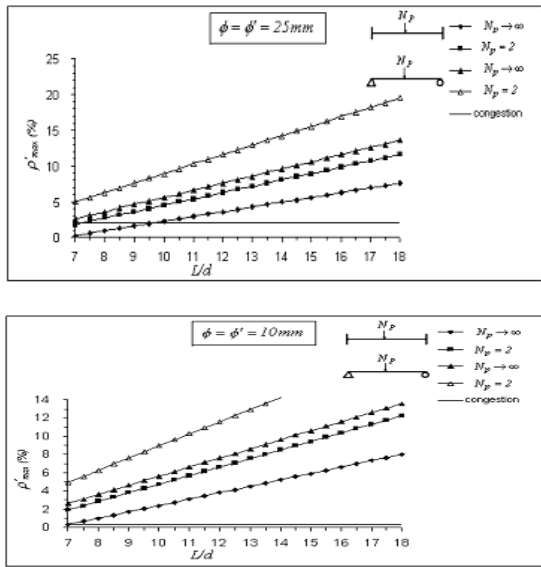 ϕ = ϕ' = 25mm
N_P
N_P
N_p → ∞
N_p = 2
N_p → ∞
N_p = 2
congestion
ρ'max (%)
25
20
15
10
5
0
7 8 9 10 11 12 13 14 15 16 17 18
L/d
ϕ = ϕ' = 10mm
N_P
N_P
N_p → ∞
N_p = 2
N_p → ∞
N_p = 2
congestion
ρ'max (%)
14
12
10
8
6
4
2
0
7 8 9 10 11 12 13 14 15 16 17 18
L/d